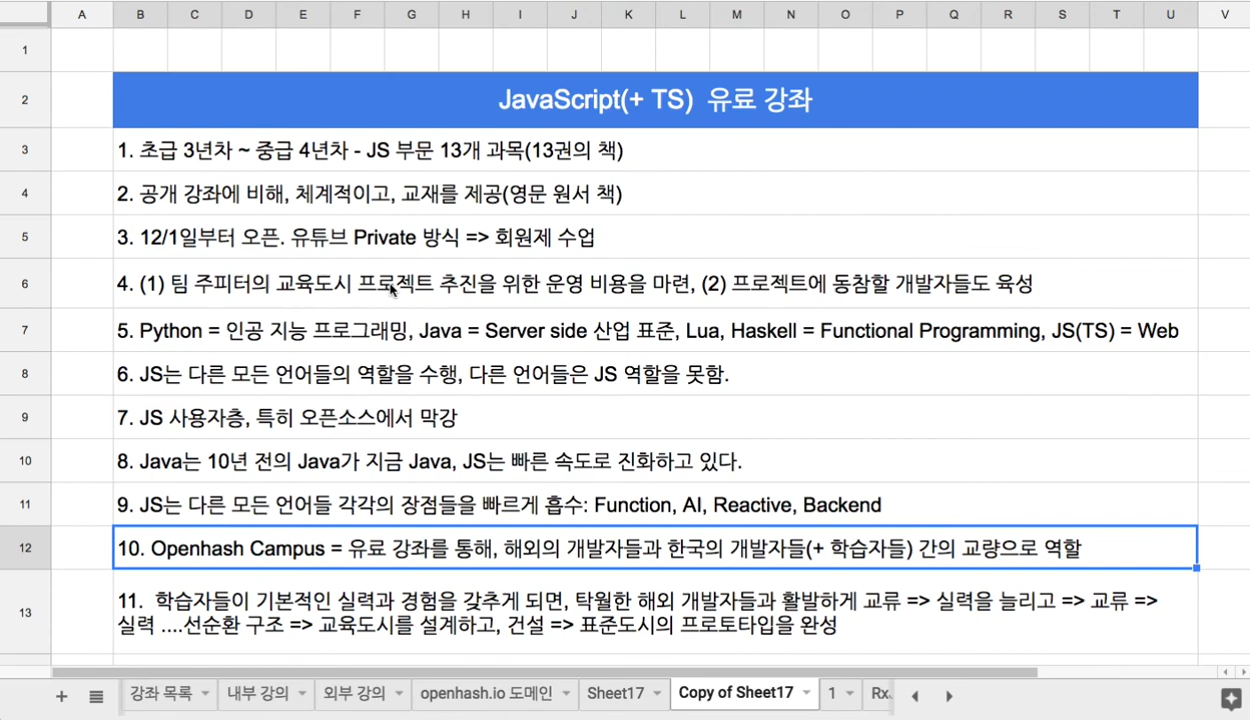 A B C D E F G H I J K L M N O P Q R S T U V
1
2 JavaScript(+ TS) 유료 강좌
3 1. 초급 3년차 ~ 중급 4년차 - JS 부문 13개 과목(13권의 책)
4 2. 공개 강좌에 비해, 체계적이고, 교재를 제공(영문 원서 책)
5 3. 12/1일부터 오픈. 유튜브 Private 방식 => 회원제 수업
6 4. (1) 팀 주피터의 교육도시 프로젝트 추진을 위한 운영 비용을 마련, (2) 프로젝트에 동참할 개발자들도 육성
7 5. Python = 인공 지능 프로그래밍, Java = Server side 산업 표준, Lua, Haskell = Functional Programming, JS(TS) = Web
8 6. JS는 다른 모든 언어들의 역할을 수행, 다른 언어들은 JS 역할을 못함.
9 7. JS 사용자층, 특히 오픈소스에서 막강
10 8. Java는 10년 전의 Java가 지금 Java, JS는 빠른 속도로 진화하고 있다.
11 9. JS는 다른 모든 언어들 각각의 장점들을 빠르게 흡수: Function, AI, Reactive, Backend
12 10. Openhash Campus = 유료 강좌를 통해, 해외의 개발자들과 한국의 개발자들(+ 학습자들) 간의 교량으로 역할
13 11. 학습자들이 기본적인 실력과 경험을 갖추게 되면, 탁월한 해외 개발자들과 활발하게 교류 => 실력을 늘리고 => 교류 =>
실력 ....선순환 구조 => 교육도시를 설계하고, 건설 => 표준도시의 프로토타입을 완성
강좌 목록 내부 강의 외부 강의 openhash.io 도메인 Sheet17 Copy of Sheet17 1 Rx